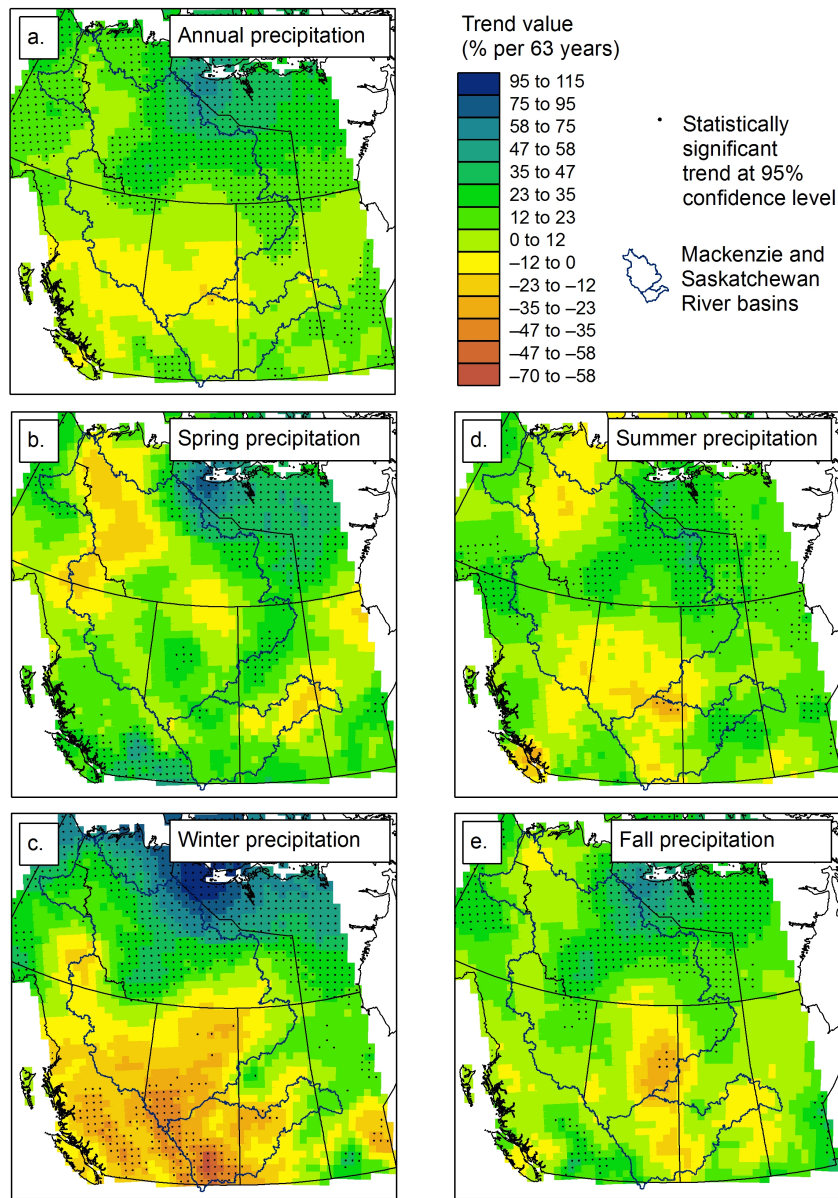 a.
Annual precipitation
Trend value
(% per 63 years)
95 to 115
75 to 95
58 to 75
47 to 58
35 to 47
23 to 35
12 to 23
0 to 12
–12 to 0
–23 to –12
–35 to –23
–47 to –35
–47 to –58
–70 to –58
Statistically
significant
trend at 95%
confidence level
Mackenzie and
Saskatchewan
River basins
b.
Spring precipitation
d.
Summer precipitation
c.
Winter precipitation
e.
Fall precipitation